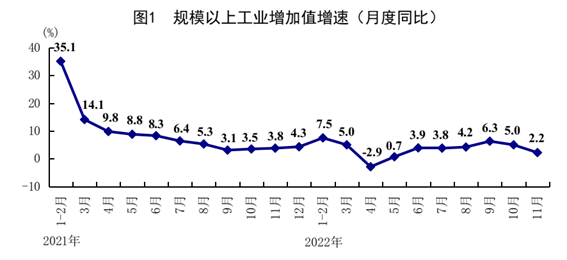 图1 规模以上工业增加值增速（月度同比）
(%)
40
30
20
10
0
-10
35.1
14.1
9.8
8.8
8.3
6.4
5.3
3.1
3.5
3.8
4.3
7.5
5.0
-2.9
0.7
3.9
3.8
4.2
6.3
5.0
2.2
1-2月
3月
4月
5月
6月
7月
8月
9月
10月
11月
12月
1-2月
3月
4月
5月
6月
7月
8月
9月
10月
11月
2021年
2022年